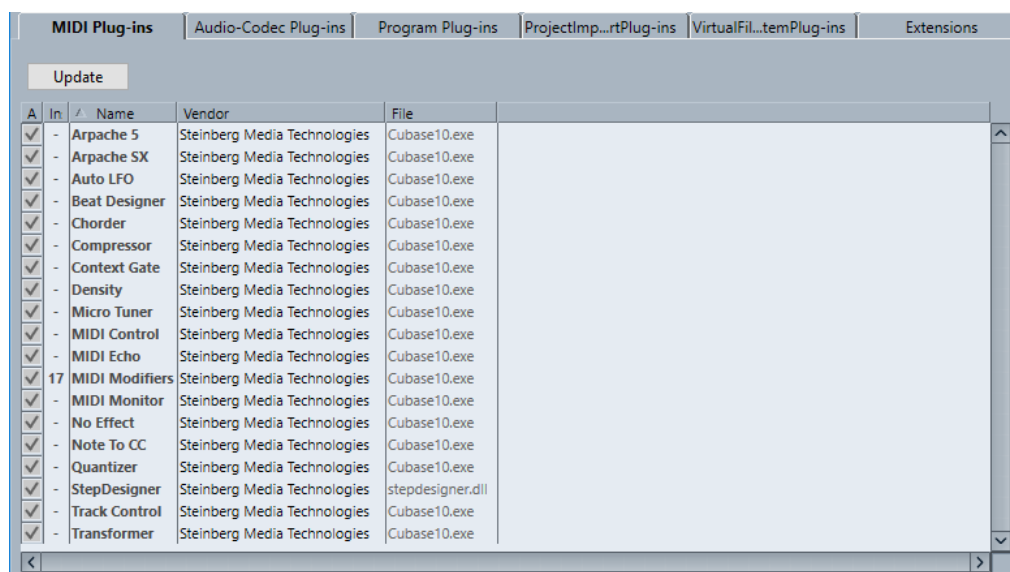 MIDI Plug-ins Audio-Codec Plug-ins Program Plug-ins ProjectImp...rtPlug-ins VirtualFil...temPlug-ins Extensions
Update
A In Name Vendor File
- Arpache 5 Steinberg Media Technologies Cubase10.exe
- Arpache SX Steinberg Media Technologies Cubase10.exe
- Auto LFO Steinberg Media Technologies Cubase10.exe
- Beat Designer Steinberg Media Technologies Cubase10.exe
- Chorder Steinberg Media Technologies Cubase10.exe
- Compressor Steinberg Media Technologies Cubase10.exe
- Context Gate Steinberg Media Technologies Cubase10.exe
- Density Steinberg Media Technologies Cubase10.exe
- Micro Tuner Steinberg Media Technologies Cubase10.exe
- MIDI Control Steinberg Media Technologies Cubase10.exe
- MIDI Echo Steinberg Media Technologies Cubase10.exe
17 MIDI Modifiers Steinberg Media Technologies Cubase10.exe
- MIDI Monitor Steinberg Media Technologies Cubase10.exe
- No Effect Steinberg Media Technologies Cubase10.exe
- Note To CC Steinberg Media Technologies Cubase10.exe
- Quantizer Steinberg Media Technologies Cubase10.exe
- StepDesigner Steinberg Media Technologies stepdesigner.dll
- Track Control Steinberg Media Technologies Cubase10.exe
- Transformer Steinberg Media Technologies Cubase10.exe